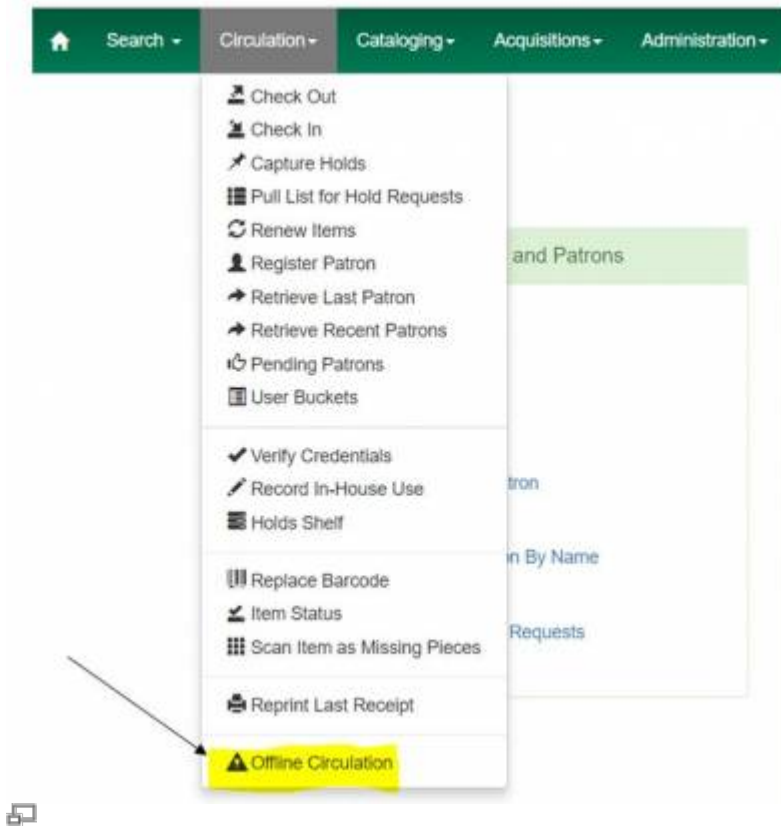 Search
Circulation
Cataloging
Acquisitions
Administration
Check Out
Check In
Capture Holds
Pull List for Hold Requests
Renew Items
Register Patron
and Patrons
Retrieve Last Patron
Retrieve Recent Patrons
Pending Patrons
User Buckets
Verify Credentials
Record In-House Use
tron
Holds Shelf
n By Name
Replace Barcode
Item Status
Requests
Scan Item as Missing Pieces
Reprint Last Receipt
Offline Circulation